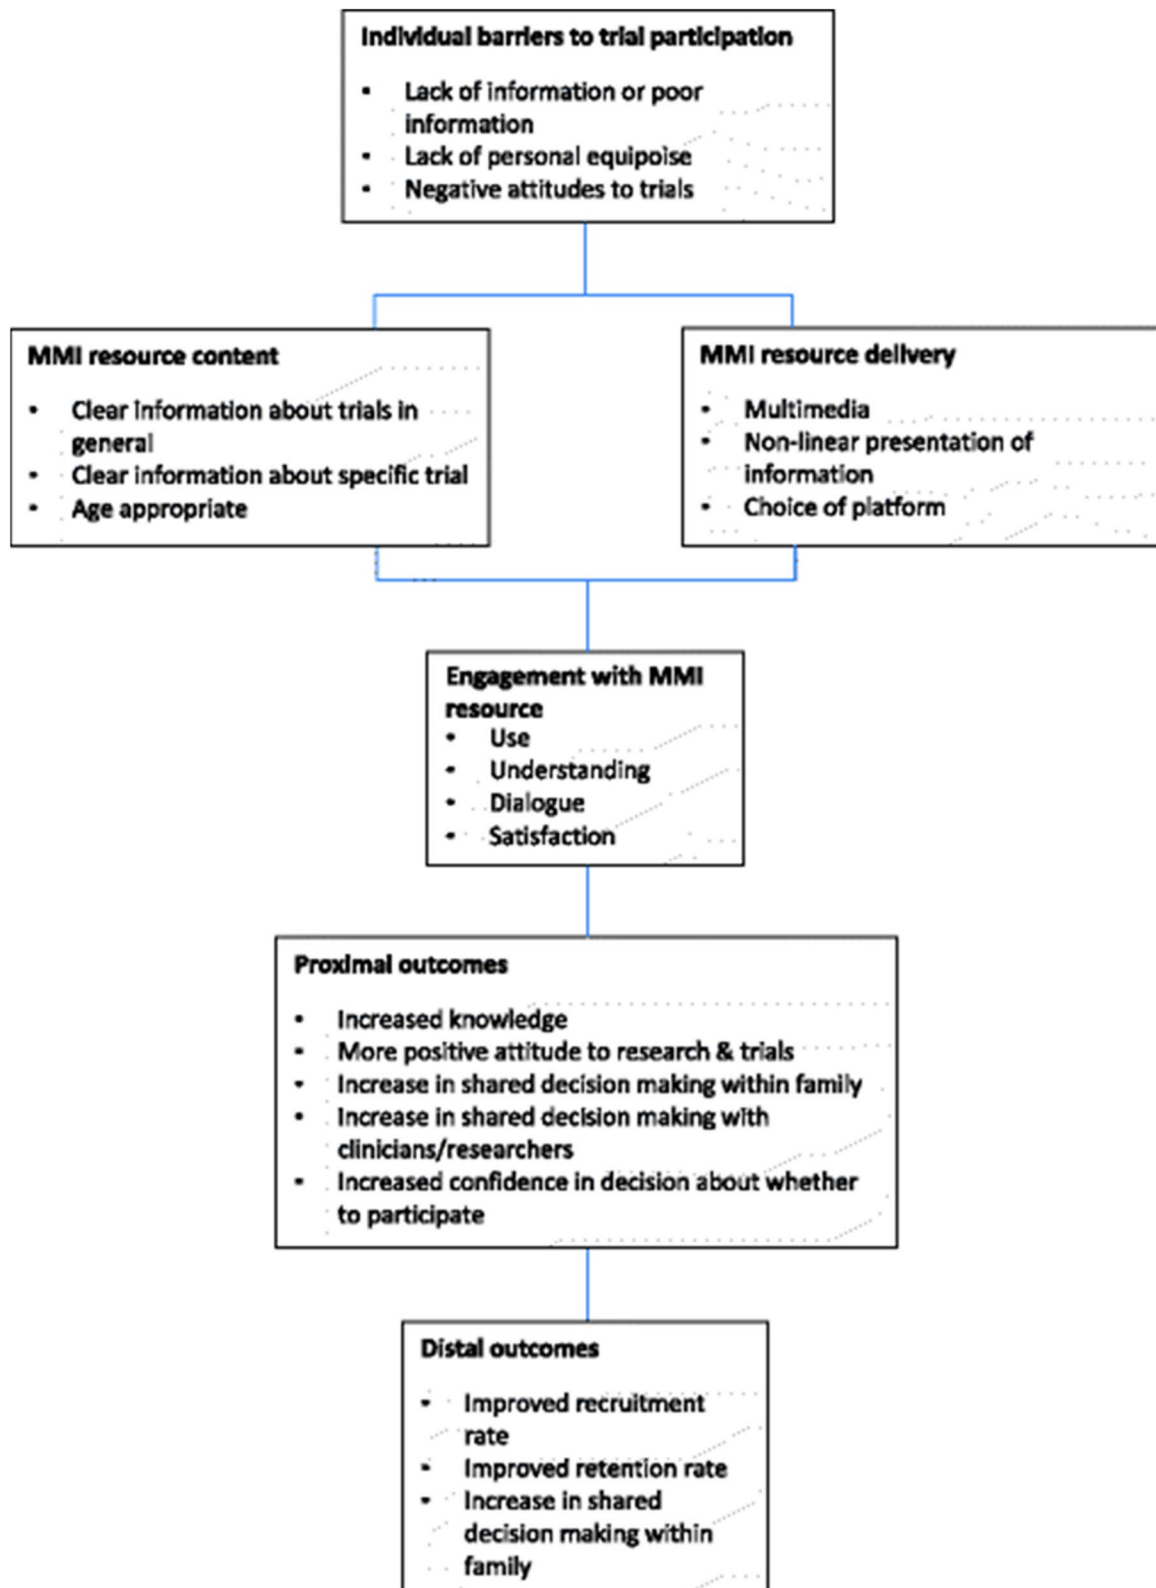 Individual barriers to trial participation
▪ Lack of information or poor
information
▪ Lack of personal equipoise
▪ Negative attitudes to trials
MMI resource content
• Clear information about trials in
general
• Clear information about specific trial
• Age appropriate
MMI resource delivery
• Multimedia
• Non-linear presentation of
information
• Choice of platform
Engagement with MMI
resource
• Use
• Understanding
• Dialogue
• Satisfaction
Proximal outcomes
• Increased knowledge
• More positive attitude to research & trials
• Increase in shared decision making within family
• Increase in shared decision making with
clinicians/researchers
• Increased confidence in decision about whether
to participate
Distal outcomes
• Improved recruitment
rate
• Improved retention rate
• Increase in shared
decision making within
family